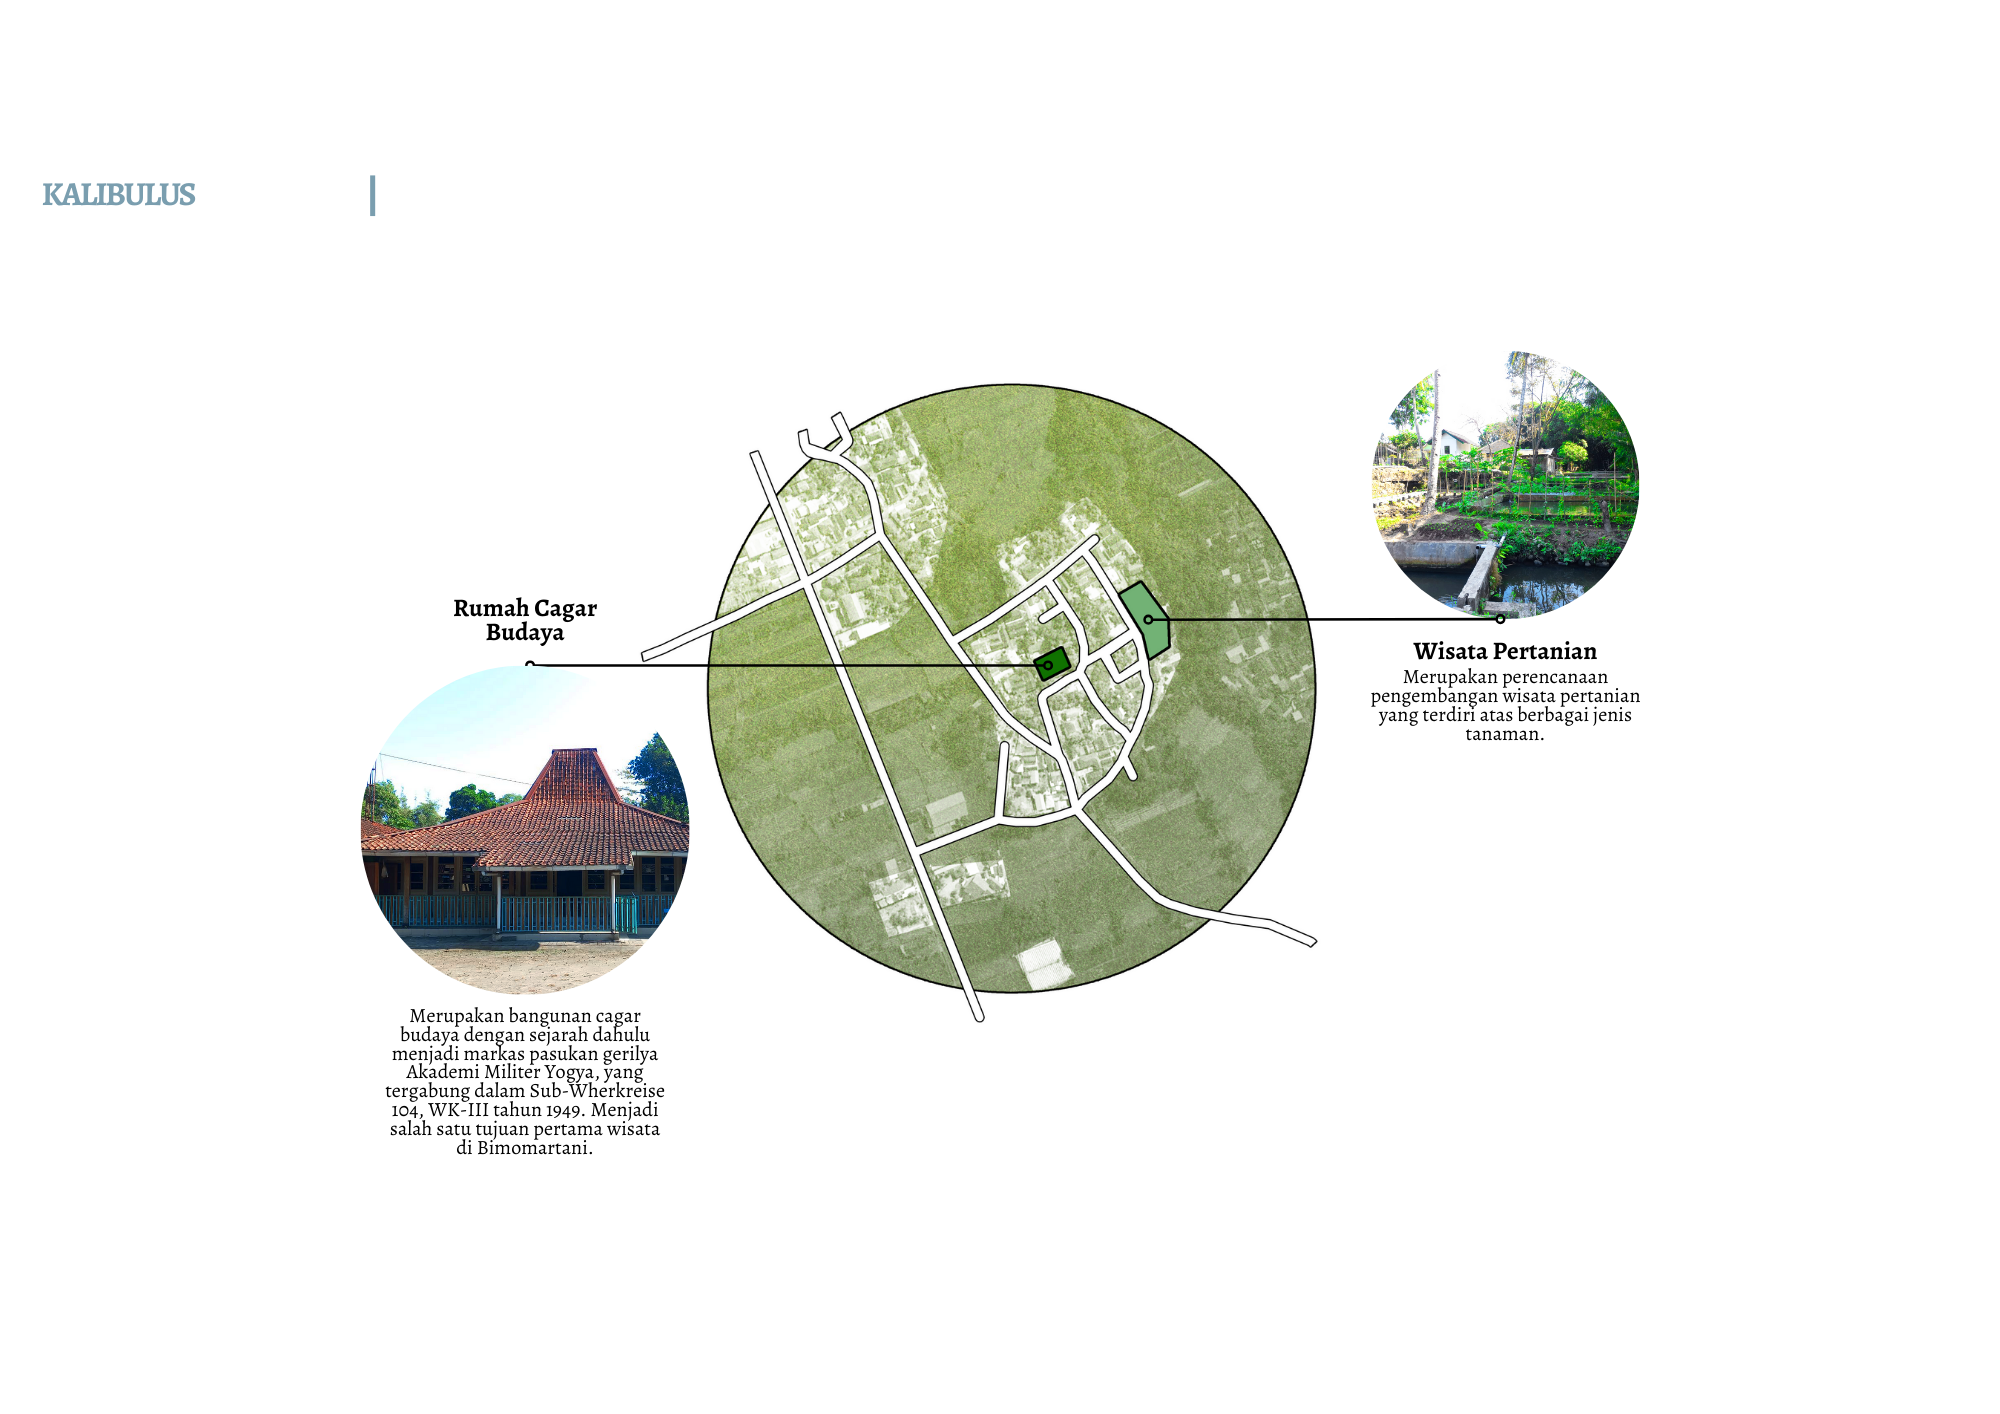 KALIBULUS
Rumah Cagar
Budaya
Merupakan bangunan cagar
budaya dengan sejarah dahulu
menjadi markas pasukan gerilya
Akademi Militer Yogya, yang
tergabung dalam Sub-Wherkreise
104, WK-III tahun 1949. Menjadi
salah satu tujuan pertama wisata
di Bimomartani.
Wisata Pertanian
Merupakan perencanaan
pengembangan wisata pertanian
yang terdiri atas berbagai jenis
tanaman.